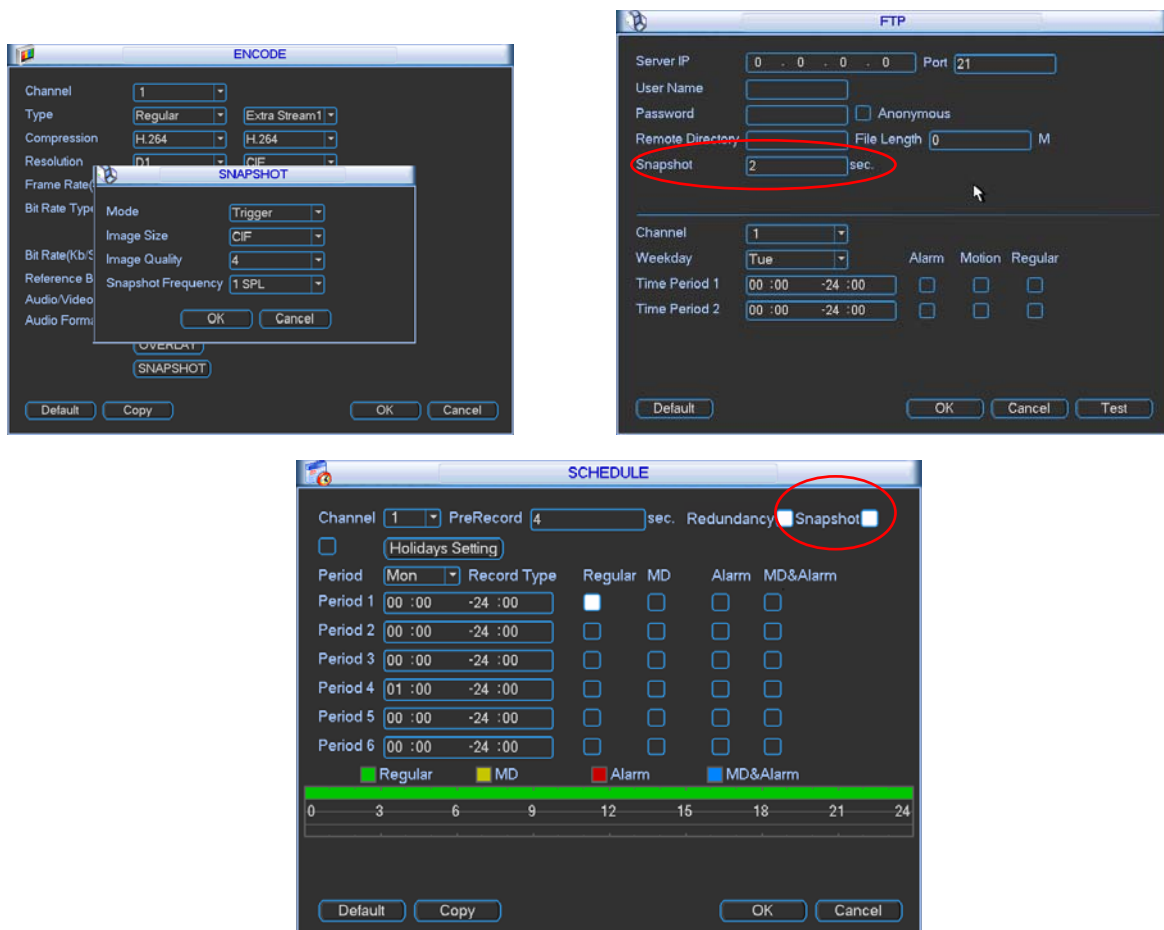 ENCODE
Channel 1
Type Regular Extra Stream1
Compression H.264 H.264
Resolution D1 CIF
Frame Rate(
Bit Rate Type
Bit Rate(Kb/S
Reference B
Audio/Video
Audio Forma
SNAPSHOT
Mode Trigger
Image Size CIF
Image Quality 4
Snapshot Frequency 1 SPL
OK Cancel
OVERLAY
SNAPSHOT
Default Copy OK Cancel
FTP
Server IP 0 . 0 . 0 . 0 Port 21
User Name
Password Anonymous
Remote Directory File Length 0 M
Snapshot 2 sec.
Channel 1
Weekday Tue Alarm Motion Regular
Time Period 1 00 :00 -24 :00
Time Period 2 00 :00 -24 :00
Default OK Cancel Test
SCHEDULE
Channel 1 PreRecord 4 sec. Redundancy Snapshot
Holidays Setting
Period Mon Record Type Regular MD Alarm MD&Alarm
Period 1 00 :00 -24 :00
Period 2 00 :00 -24 :00
Period 3 00 :00 -24 :00
Period 4 01 :00 -24 :00
Period 5 00 :00 -24 :00
Period 6 00 :00 -24 :00
Regular MD Alarm MD&Alarm
0 3 6 9 12 15 18 21 24
Default Copy OK Cancel